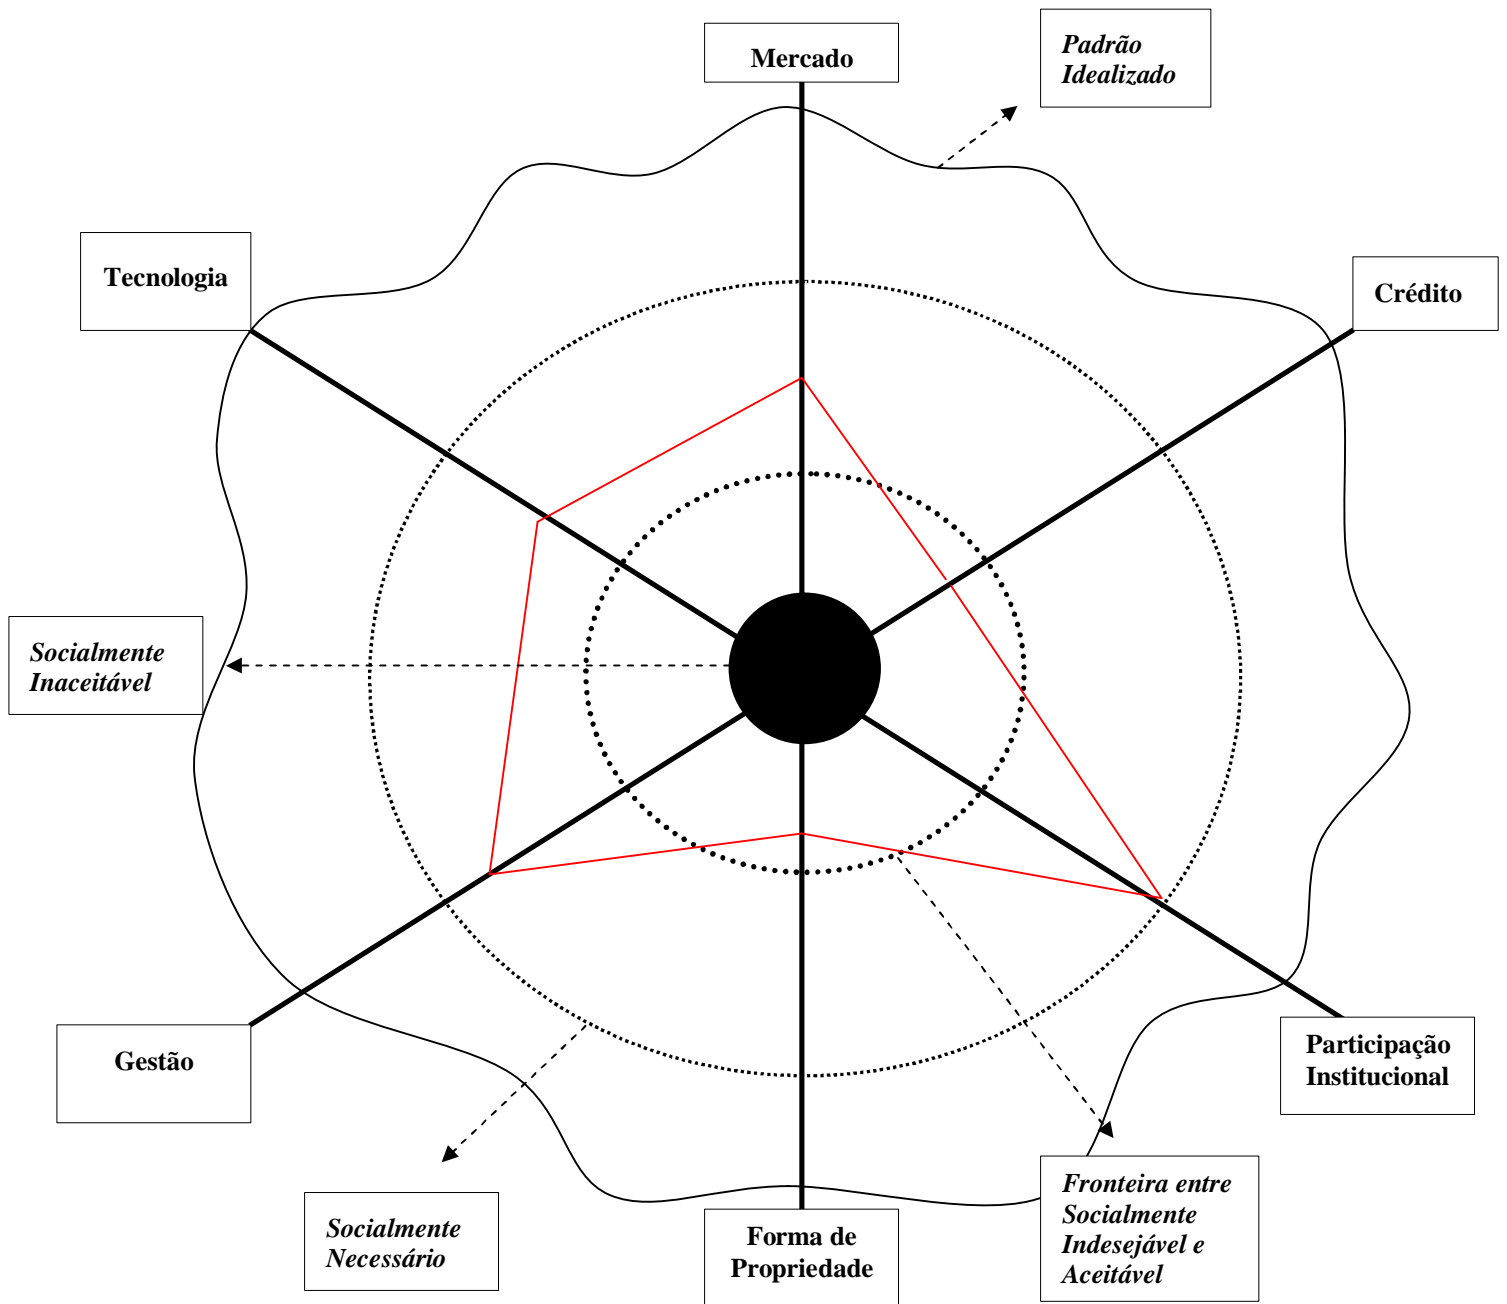 Mercado
Padrão
Idealizado
Tecnologia
Crédito
Socialmente
Inaceitável
Gestão
Participação
Institucional
Socialmente
Necessário
Forma de
Propriedade
Fronteira entre
Socialmente
Indesejável e
Aceitável